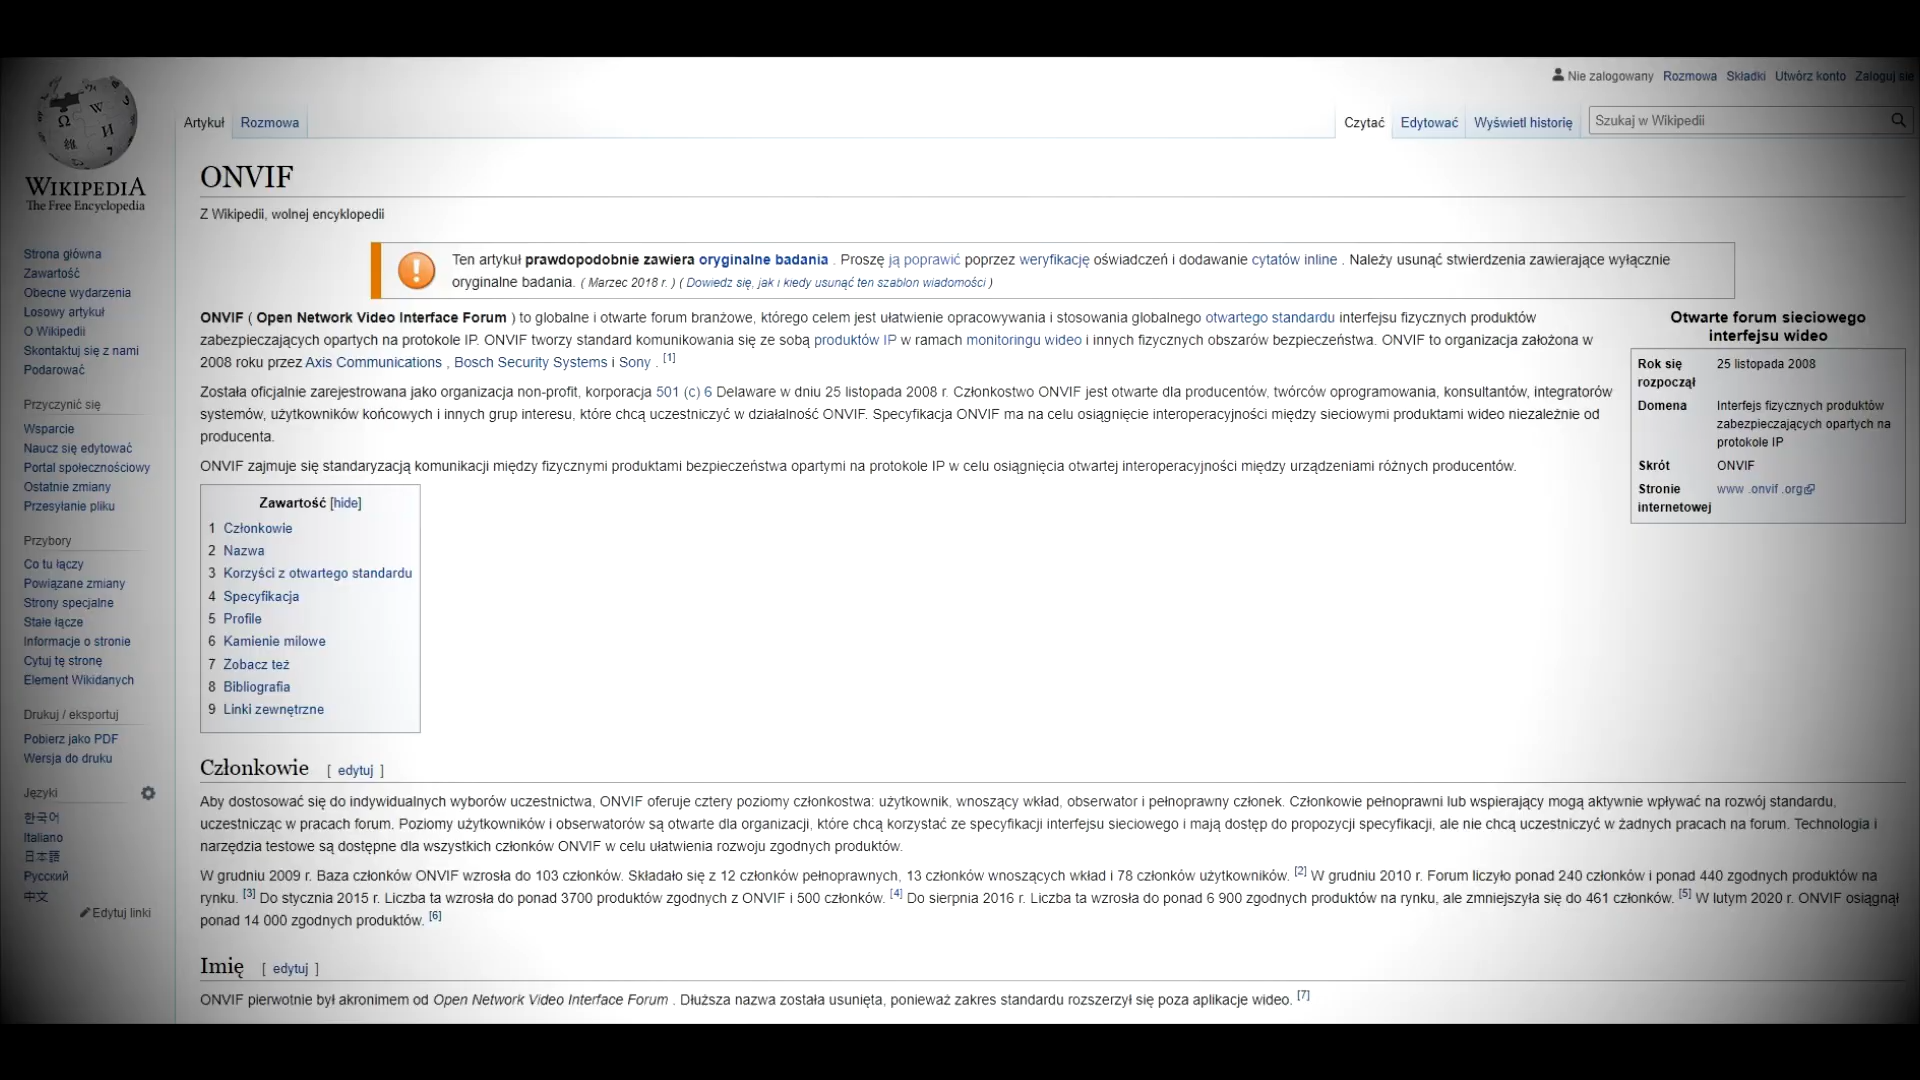 Nie zalogowany Rozmowa Składki Utwórz konto Zaloguj się
Artykuł Rozmowa
Czytać Edytować Wyświetl historię Szukaj w Wikipedii
WIKIPEDIA
The Free Encyclopedia
Strona główna
Zawartość
Obecne wydarzenia
Losowy artykuł
O Wikipedii
Skontaktuj się z nami
Podarować
Przyczynić się
Wsparcie
Naucz się edytować
Portal społecznościowy
Ostatnie zmiany
Przesyłanie pliku
Przybory
Co tu łączy
Powiązane zmiany
Strony specjalne
Stałe łącze
Informacje o stronie
Cytuj tę stronę
Element Wikidanych
Drukuj / eksportuj
Pobierz jako PDF
Wersja do druku
Języki
한국어
Italiano
日本語
Русский
中文
Edytuj linki
ONVIF
Z Wikipedii, wolnej encyklopedii
Ten artykuł prawdopodobnie zawiera oryginalne badania . Proszę ją poprawić poprzez weryfikację oświadczeń i dodawanie cytatów inline . Należy usunąć stwierdzenia zawierające wyłącznie
oryginalne badania. ( Marzec 2018 r. ) ( Dowiedz się, jak i kiedy usunąć ten szablon wiadomości )
ONVIF ( Open Network Video Interface Forum ) to globalne i otwarte forum branżowe, którego celem jest ułatwienie opracowywania i stosowania globalnego otwartego standardu interfejsu fizycznych produktów
zabezpieczających opartych na protokole IP. ONVIF tworzy standard komunikowania się ze sobą produktów IP w ramach monitoringu wideo i innych fizycznych obszarów bezpieczeństwa. ONVIF to organizacja założona w
2008 roku przez Axis Communications , Bosch Security Systems i Sony . [1]
Została oficjalnie zarejestrowana jako organizacja non-profit, korporacja 501 (c) 6 Delaware w dniu 25 listopada 2008 r. Członkostwo ONVIF jest otwarte dla producentów, twórców oprogramowania, konsultantów, integratorów
systemów, użytkowników końcowych i innych grup interesu, które chcą uczestniczyć w działalność ONVIF. Specyfikacja ONVIF ma na celu osiągnięcie interoperacyjności między sieciowymi produktami wideo niezależnie od
producenta.
ONVIF zajmuje się standaryzacją komunikacji między fizycznymi produktami bezpieczeństwa opartymi na protokole IP w celu osiągnięcia otwartej interoperacyjności między urządzeniami różnych producentów.
Otwarte forum sieciowego
interfejsu wideo
Rok się rozpoczął 25 listopada 2008
Domena Interfejs fizycznych produktów
zabezpieczających opartych na
protokole IP
Skrót ONVIF
Stronie internetowej www .onvif .org
Zawartość [hide]
1 Członkowie
2 Nazwa
3 Korzyści z otwartego standardu
4 Specyfikacja
5 Profile
6 Kamienie milowe
7 Zobacz też
8 Bibliografia
9 Linki zewnętrzne
Członkowie [ edytuj ]
Aby dostosować się do indywidualnych wyborów uczestnictwa, ONVIF oferuje cztery poziomy członkostwa: użytkownik, wnoszący wkład, obserwator i pełnoprawny członek. Członkowie pełnoprawni lub wspierający mogą aktywnie wpływać na rozwój standardu,
uczestnicząc w pracach forum. Poziomy użytkowników i obserwatorów są otwarte dla organizacji, które chcą korzystać ze specyfikacji interfejsu sieciowego i mają dostęp do propozycji specyfikacji, ale nie chcą uczestniczyć w żadnych pracach na forum. Technologia i
narzędzia testowe są dostępne dla wszystkich członków ONVIF w celu ułatwienia rozwoju zgodnych produktów.
W grudniu 2009 r. Baza członków ONVIF wzrosła do 103 członków. Składało się z 12 członków pełnoprawnych, 13 członków wnoszących wkład i 78 członków użytkowników. [2] W grudniu 2010 r. Forum liczyło ponad 240 członków i ponad 440 zgodnych produktów na
rynku. [3] Do stycznia 2015 r. Liczba ta wzrosła do ponad 3700 produktów zgodnych z ONVIF i 500 członków. [4] Do sierpnia 2016 r. Liczba ta wzrosła do ponad 6 900 zgodnych produktów na rynku, ale zmniejszyła się do 461 członków. [5] W lutym 2020 r. ONVIF osiągnął
ponad 14 000 zgodnych produktów. [6]
Imię [ edytuj ]
ONVIF pierwotnie był akronimem od Open Network Video Interface Forum . Dłuższa nazwa została usunięta, ponieważ zakres standardu rozszerzył się poza aplikacje wideo. [7]